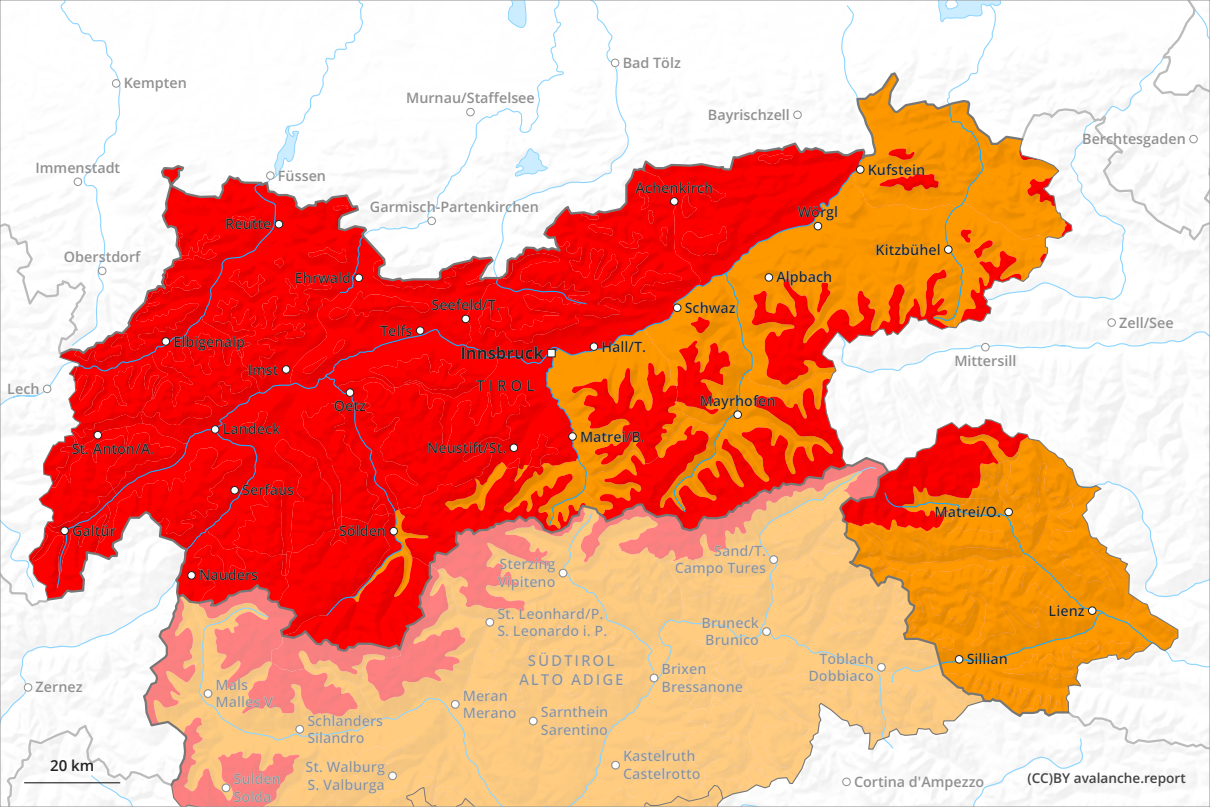 Kempten
Bad Tölz
Murnau/Staffelsee
Bayrischzell
Berchtesgaden
Immenstadt
Füssen
Kufstein
Achenkirch
Garmisch-Partenkirchen
Wörgl
Reutte
Kitzbühel
Oberstdorf
Ehrwald
Alpbach
Seefeld/T.
Schwaz
Zell/See
Telfs
Elbigenalp
Hall/T.
Innsbruck
Mittersill
Imst
TIROL
Lech
Oetz
Mayrhofen
Landeck
Matrei/B.
St. Anton/A.
Neustift/St.
Serfaus
Matrei/O.
Galtür
Sölden
Sand/T.
Campo Tures
Sterzing
Vipiteno
Nauders
St. Leonhard/P.
S. Leonardo i. P.
Lienz
Bruneck
Brunico
SÜDTIROL
ALTO ADIGE
Toblach
Dobbiaco
Sillian
Brixen
Bressanone
Zernez
Mals
Malles V.
Meran
Merano
Sarnthein
Sarentino
Schlanders
Silandro
Kastelruth
Castelrotto
St. Walburg
S. Valburga
Sulden
Solda
20 km
Cortina d'Ampezzo
(CC)BY avalanche.report